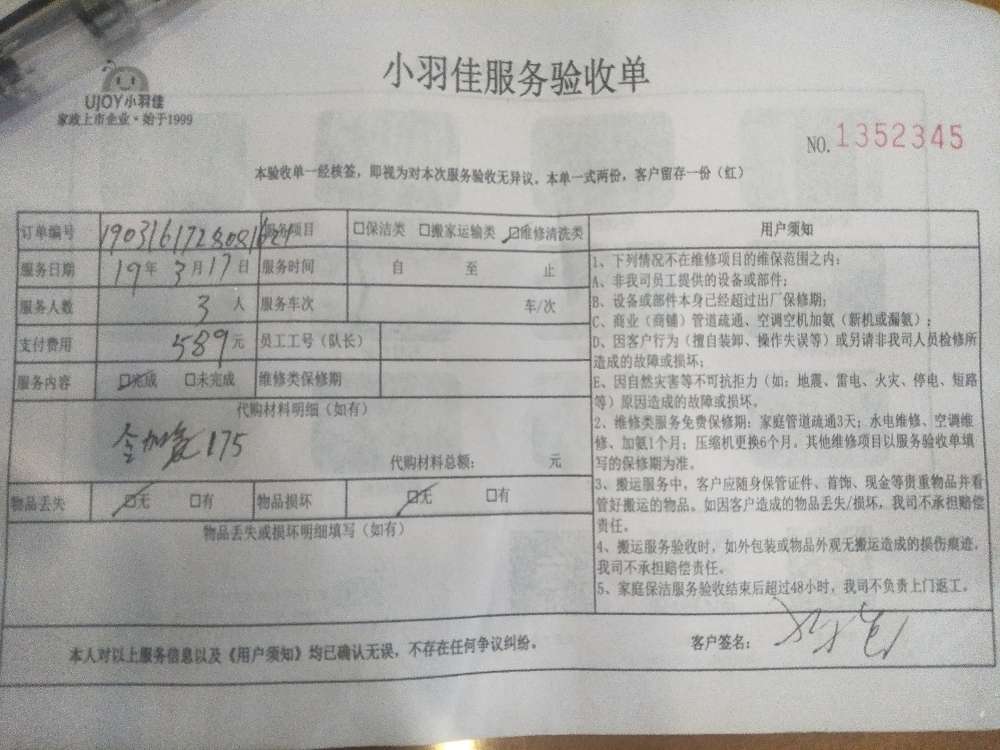 小羽佳服务验收单
UJOY小羽佳
家政上市企业·始于1999
NO. 1352345
本验收单一经核签，即视为对本次服务验收无异议。本单一式两份，客户留存一份（红）
订单编号 服务项目 □保洁类 □搬家运输类 □维修清洗类
服务日期 19年 3月17日 服务时间 自 至 止
服务人数 3人 服务车次 车/次
支付费用 589元 员工工号（队长）
服务内容 □完成 □未完成 维修类保修期
代购材料明细（如有）
175
代购材料总额： 元
物品丢失 □无 □有 物品损坏 □无 □有
物品丢失或损坏明细填写（如有）
用户须知
1、下列情况不在维修项目的维保范围之内：
A、非我司员工提供的设备或部件；
B、设备或部件本身已经超过出厂保修期；
C、商业（商铺）管道疏通、空调空机加氨（新机或漏氨）；
D、因客户行为（擅自装卸、操作失误等）或另请非我司人员检修所
造成的故障或损坏；
E、因自然灾害等不可抗拒力（如：地震、雷电、火灾、停电、短路
等）原因造成的故障或损坏。
2、维修类服务免费保修期：家庭管道疏通3天；水电维修、空调维
修、加氨1个月；压缩机更换6个月。其他维修项目以服务验收单填
写的保修期为准。
3、搬运服务中，客户应随身保管证件、首饰、现金等贵重物品并看
管好搬运的物品。如因客户造成的物品丢失/损坏，我司不承担赔偿
责任。
4、搬运服务验收时，如外包装或物品外观无搬运造成的损伤痕迹，
我司不承担赔偿责任。
5、家庭保洁服务验收结束后超过48小时，我司不负责上门返工。
本人对以上服务信息以及《用户须知》均已确认无误，不存在任何争议纠纷。 客户签名：